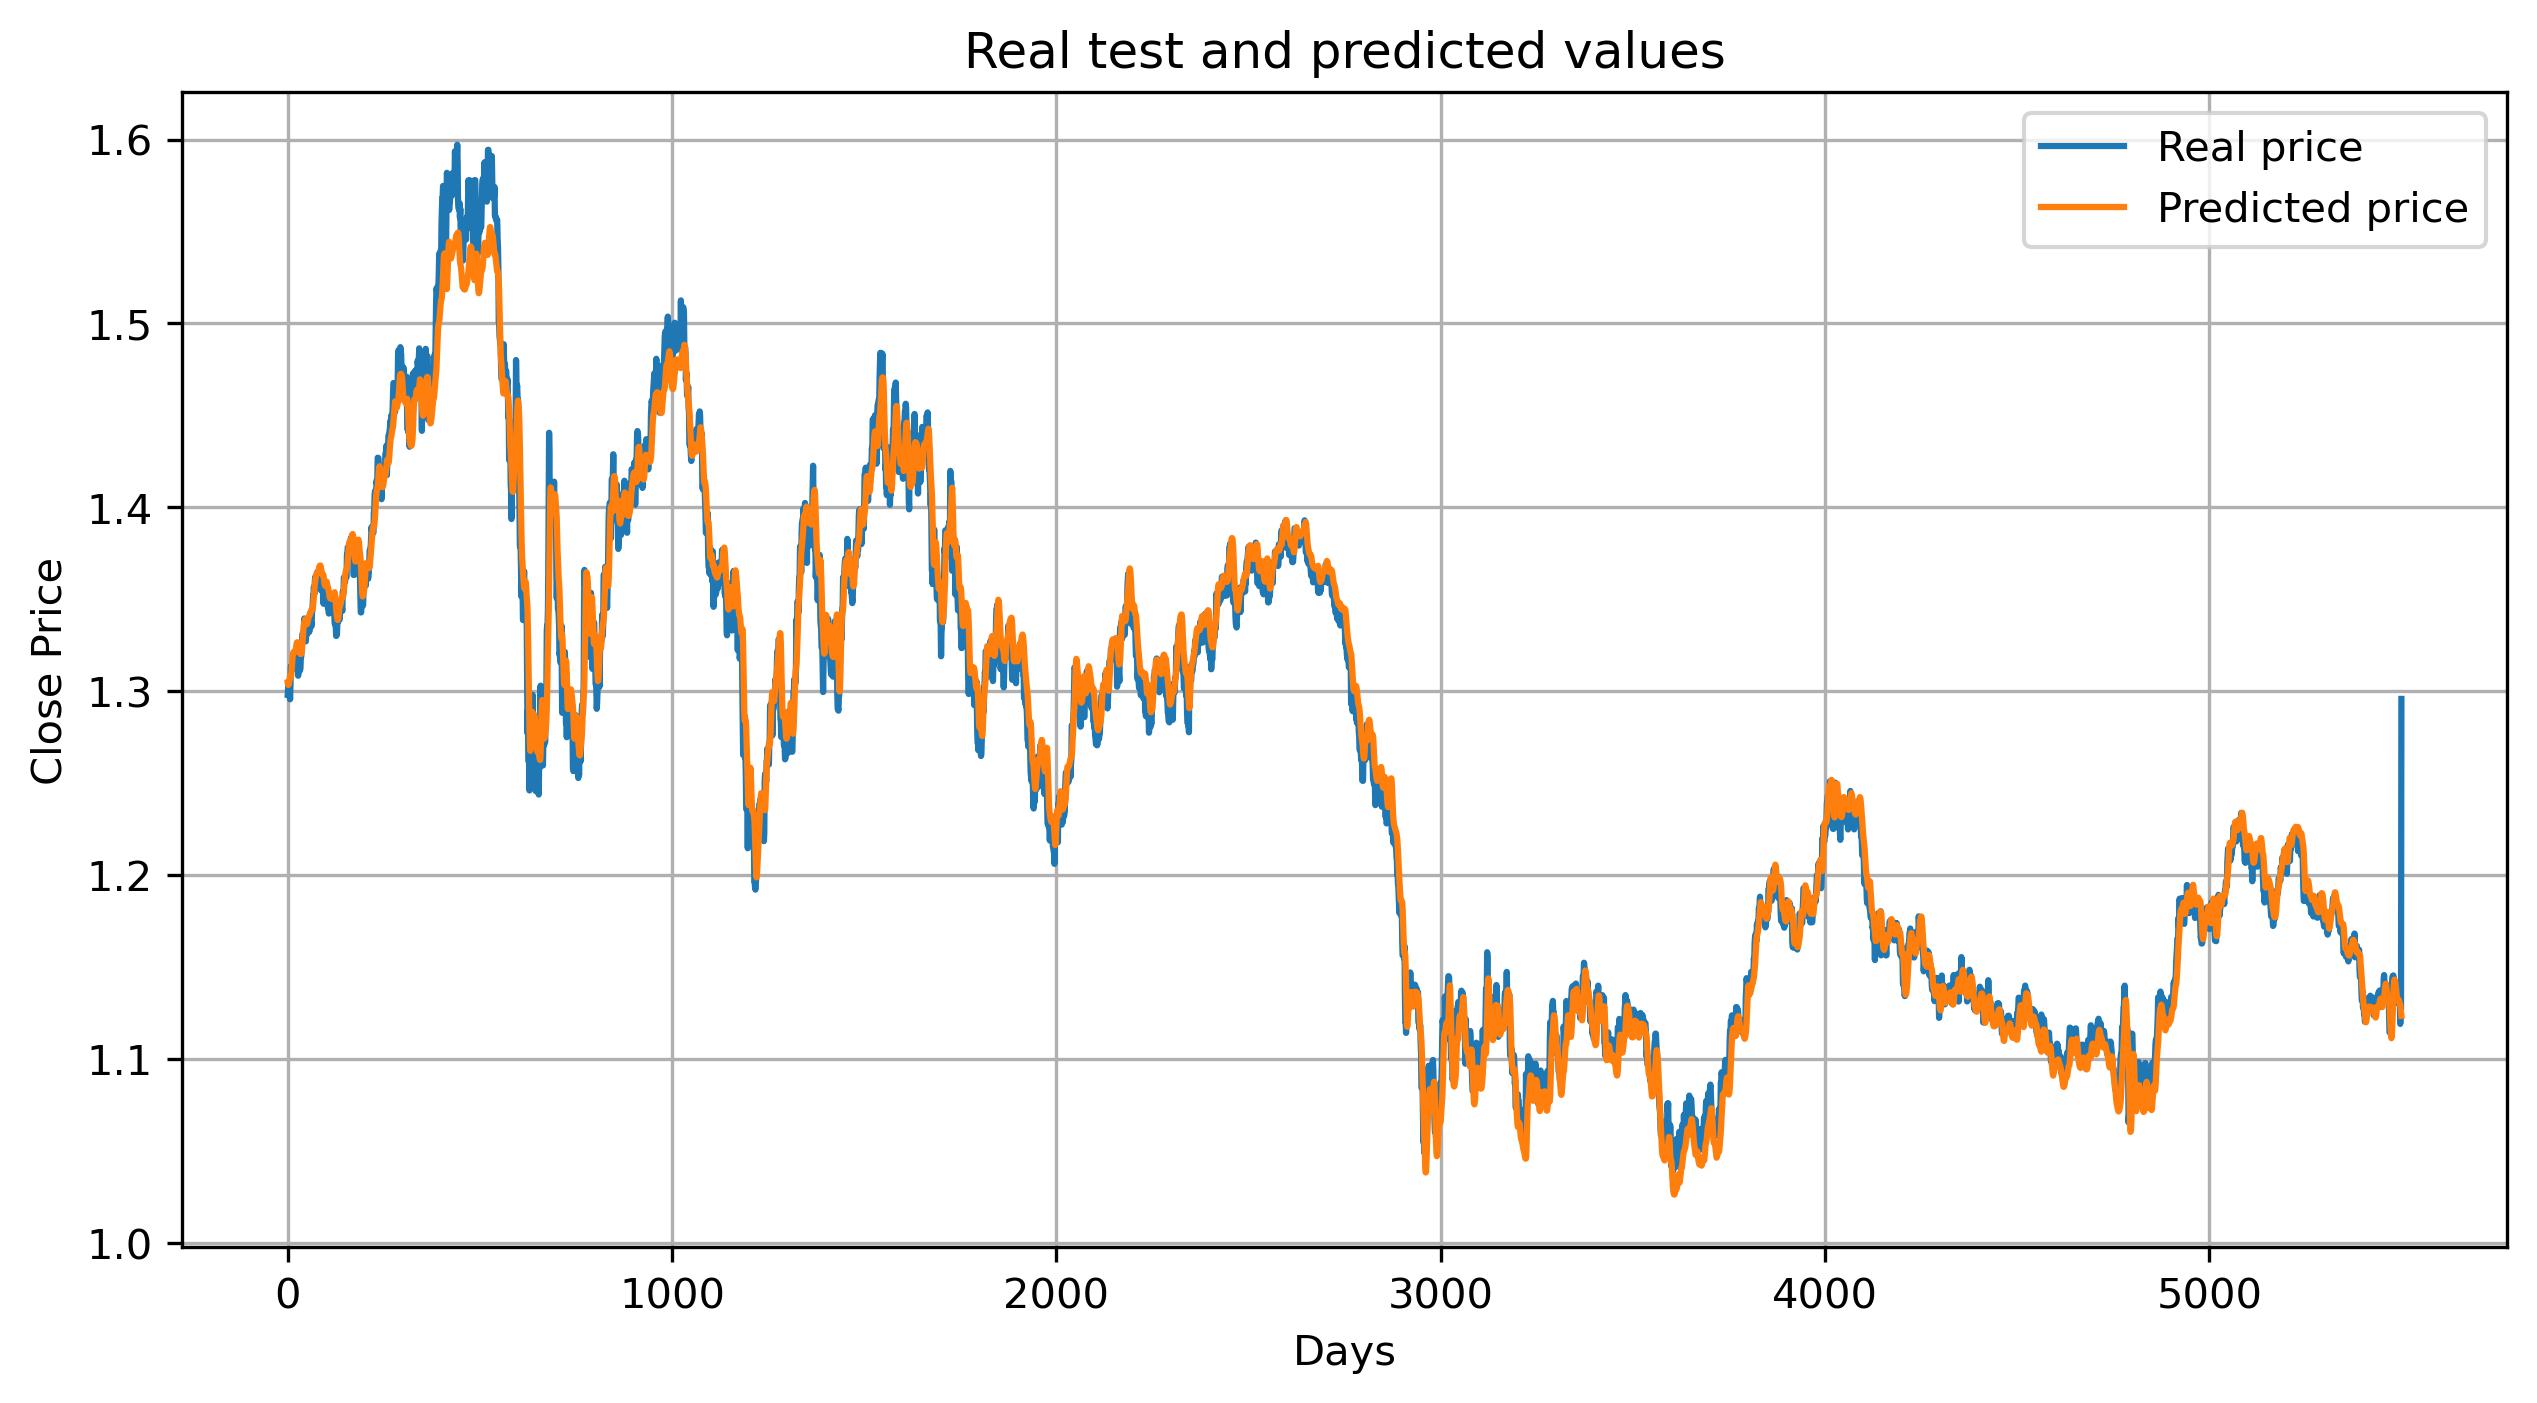 Real test and predicted values
1.6
1.5
1.4
1.3
1.2
1.1
1.0
Close Price
Real price
Predicted price
0 1000 2000 3000 4000 5000
Days